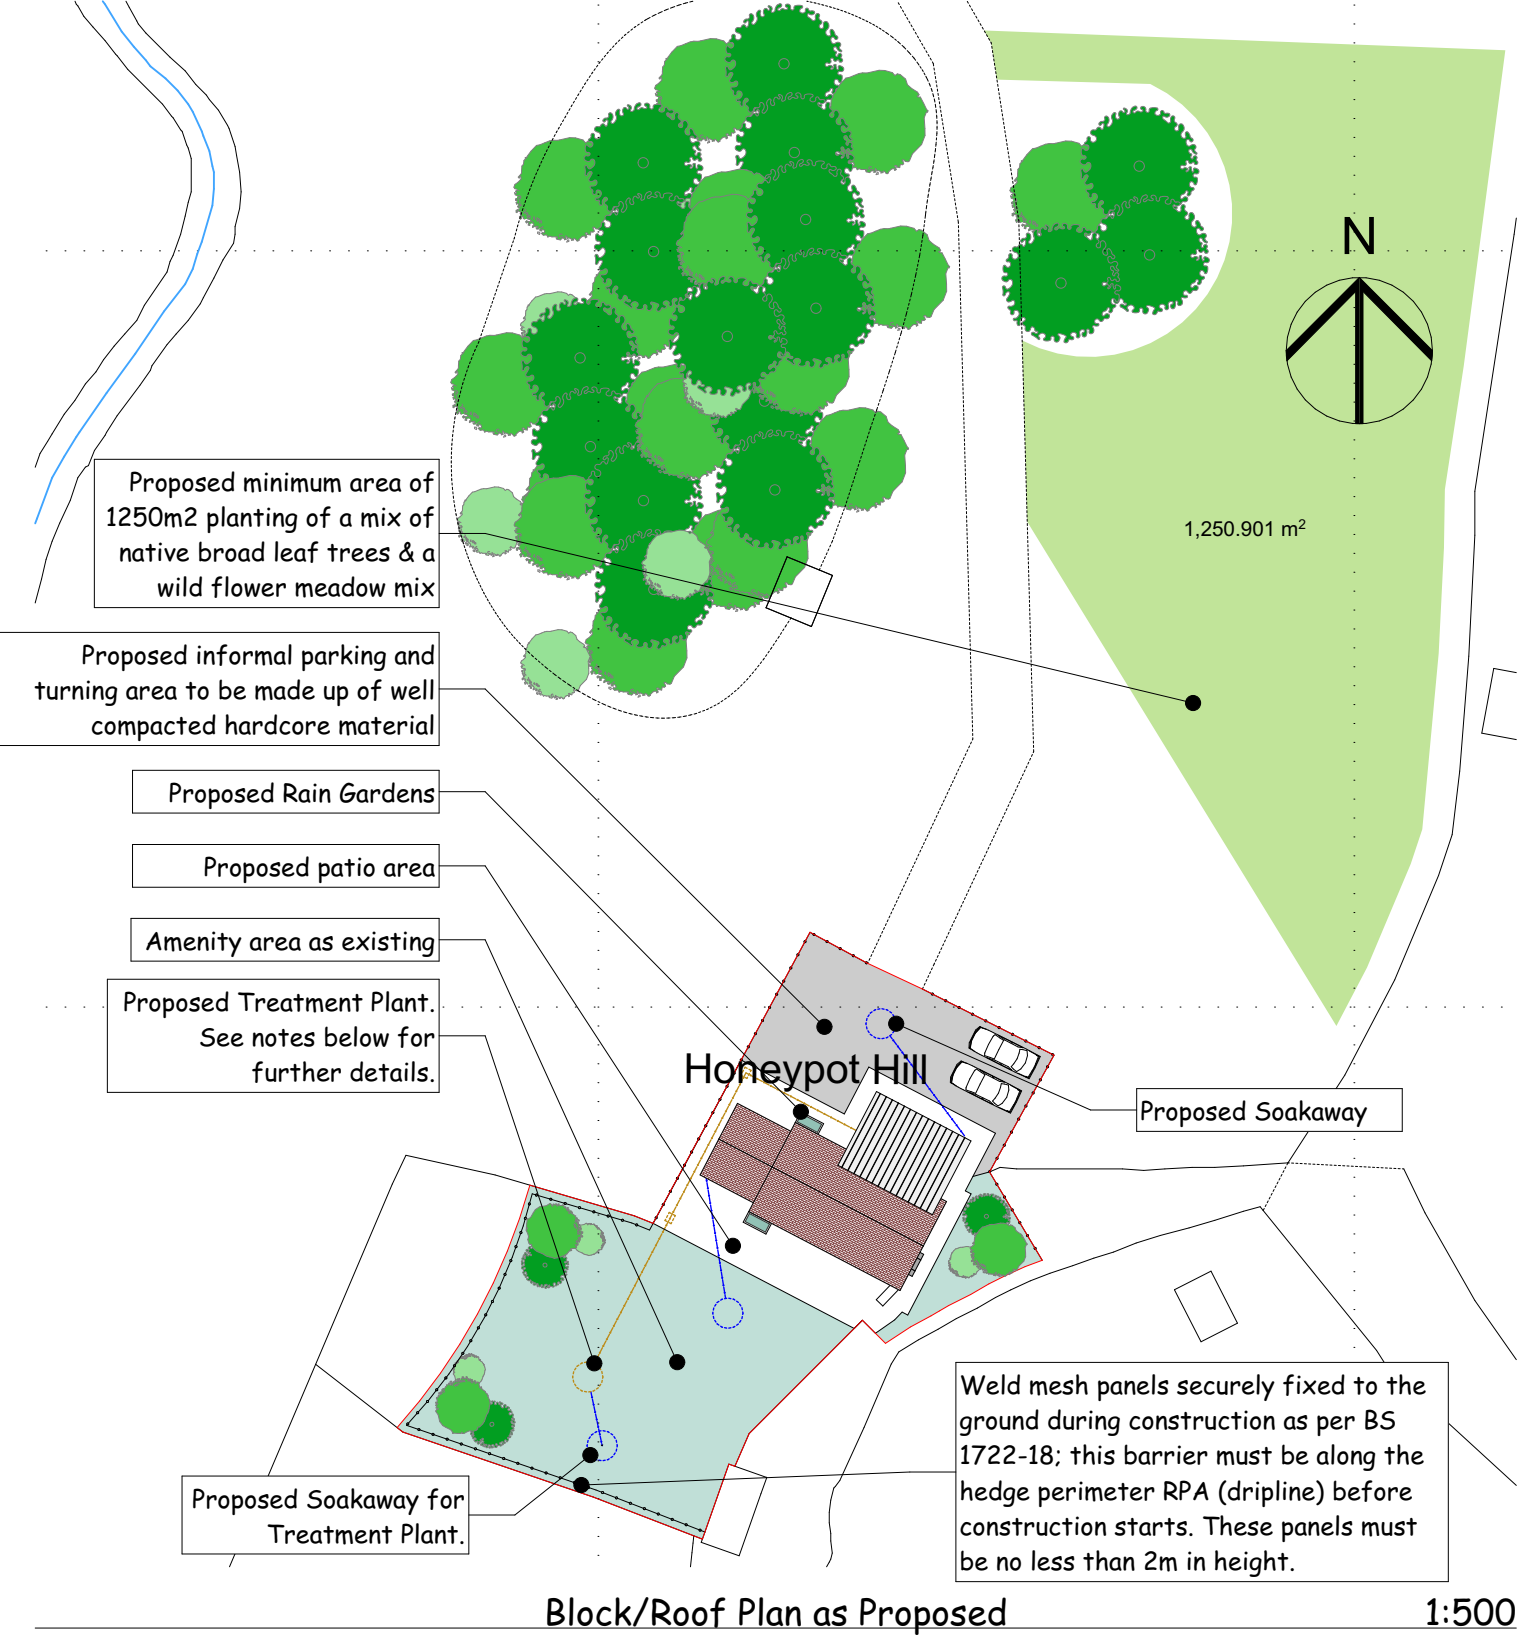 N
Proposed minimum area of
1250m2 planting of a mix of
native broad leaf trees & a
wild flower meadow mix
1,250.901 m²
Proposed informal parking and
turning area to be made up of well
compacted hardcore material
Proposed Rain Gardens
Proposed patio area
Amenity area as existing
Proposed Treatment Plant.
See notes below for
further details.
Honeypot Hill
Proposed Soakaway
Weld mesh panels securely fixed to the
ground during construction as per BS
1722-18; this barrier must be along the
hedge perimeter RPA (dripline) before
construction starts. These panels must
be no less than 2m in height.
Proposed Soakaway for
Treatment Plant.
Block/Roof Plan as Proposed
1:500